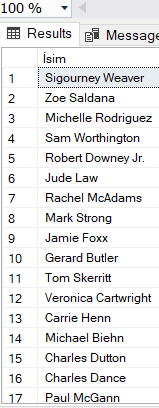 100 %
Results Message
İsim
1 Sigourney Weaver
2 Zoe Saldana
3 Michelle Rodriguez
4 Sam Worthington
5 Robert Downey Jr.
6 Jude Law
7 Rachel McAdams
8 Mark Strong
9 Jamie Foxx
10 Gerard Butler
11 Tom Skerritt
12 Veronica Cartwright
13 Carrie Henn
14 Michael Biehn
15 Charles Dutton
16 Charles Dance
17 Paul McGann